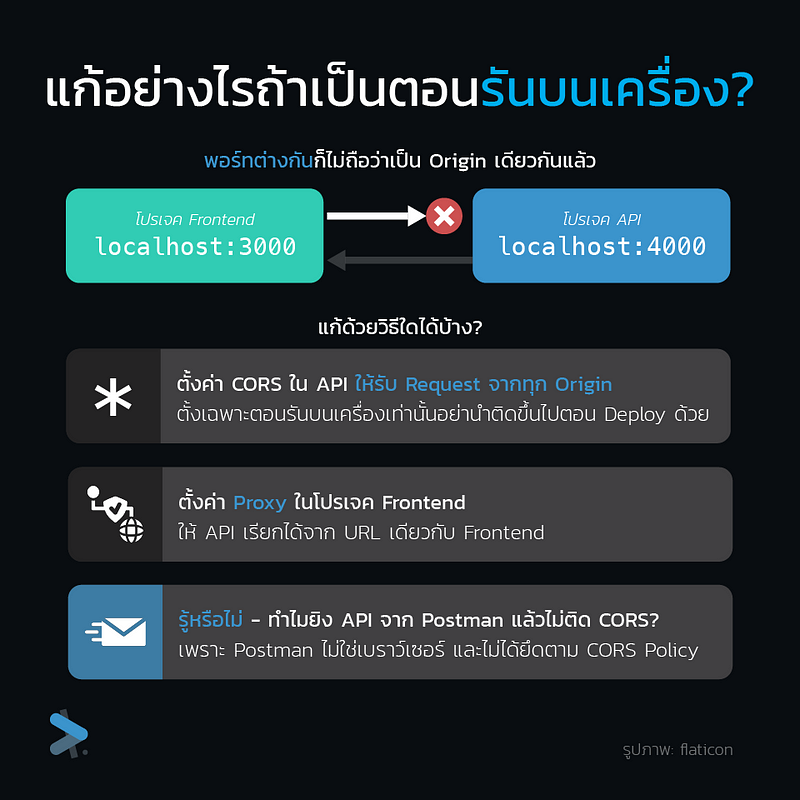 แก้อย่างไรถ้าเป็นตอนรันบนเครื่อง?
พอร์ทต่างกันก็ไม่ถือว่าเป็น Origin เดียวกันแล้ว
โปรเจค Frontend
localhost:3000
โปรเจค API
localhost:4000
แก้ด้วยวิธีใดได้บ้าง?
ตั้งค่า CORS ใน API ให้รับ Request จากทุก Origin
ตั้งเฉพาะตอนรันบนเครื่องเท่านั้นอย่านำติดขึ้นไปตอน Deploy ด้วย
ตั้งค่า Proxy ในโปรเจค Frontend
ให้ API เรียกได้จาก URL เดียวกับ Frontend
รู้หรือไม่ - ทำไมยิง API จาก Postman แล้วไม่ติด CORS?
เพราะ Postman ไม่ใช่เบราว์เซอร์ และไม่ได้ยึดตาม CORS Policy
รูปภาพ: flaticon